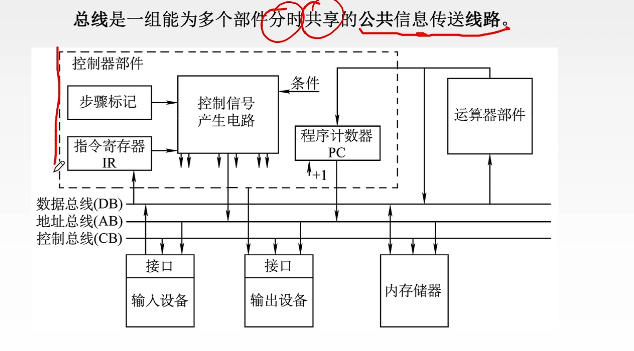 总线是一组能为多个部件分时共享的公共信息传送线路。
控制器部件
步骤标记
控制信号
产生电路
条件
运算器部件
指令寄存器
IR
程序计数器
PC
+1
数据总线(DB)
地址总线(AB)
控制总线(CB)
接口
接口
输入设备
输出设备
内存储器